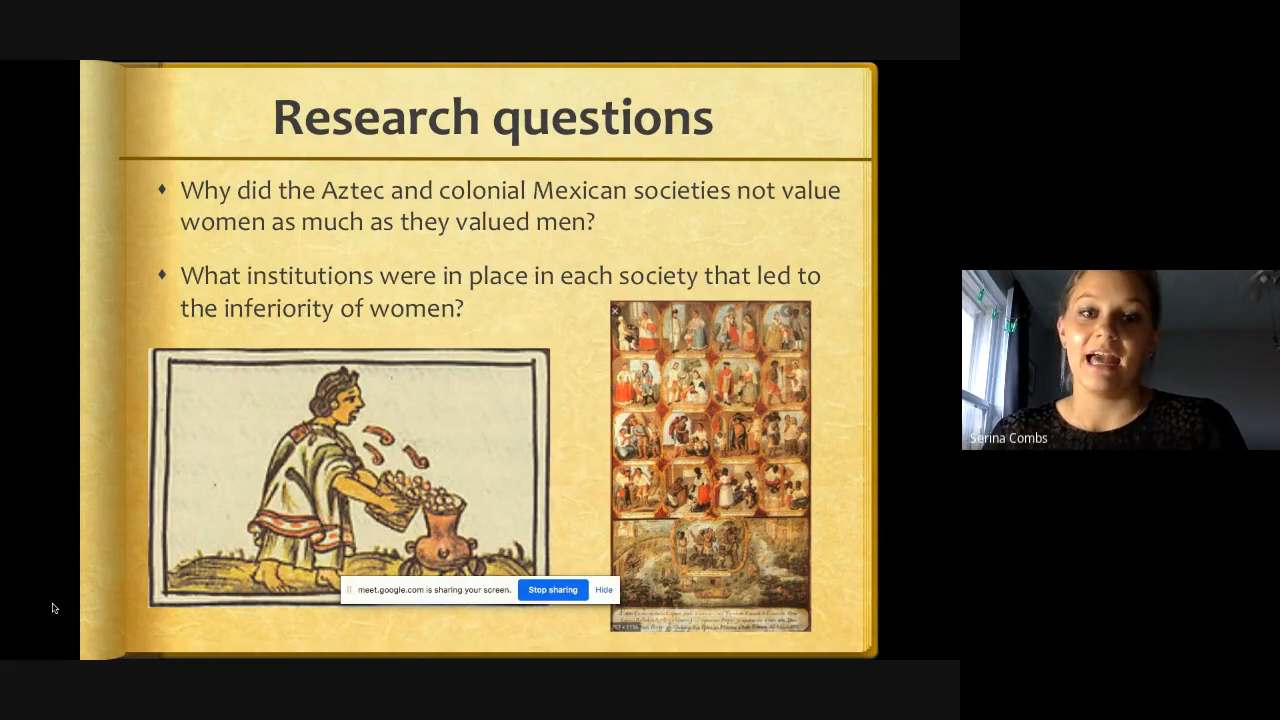 Research questions
Why did the Aztec and colonial Mexican societies not value
women as much as they valued men?
What institutions were in place in each society that led to
the inferiority of women?
meet.google.com is sharing your screen.
Stop sharing
Hide
Serina Combs